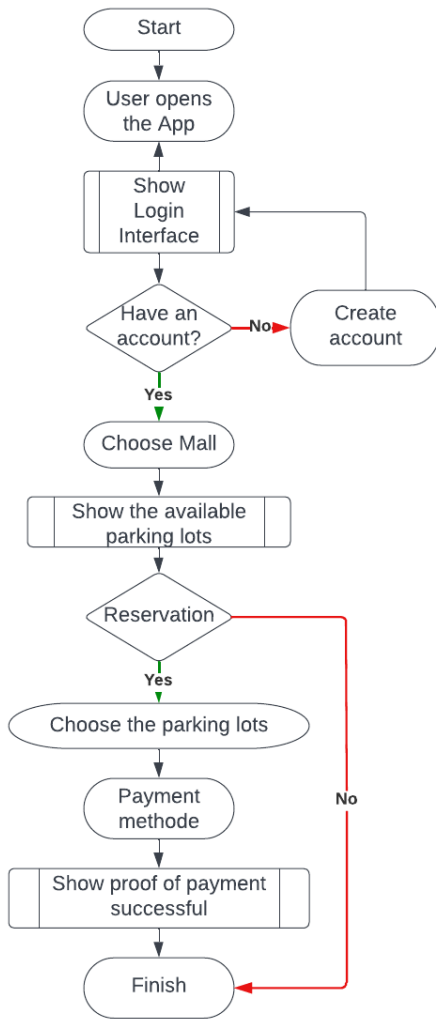 Start
User opens
the App
Show
Login
Interface
Have an
account?
No
Create
account
Yes
Choose Mall
Show the available
parking lots
Reservation
Yes
Choose the parking lots
No
Payment
methode
Show proof of payment
successful
Finish